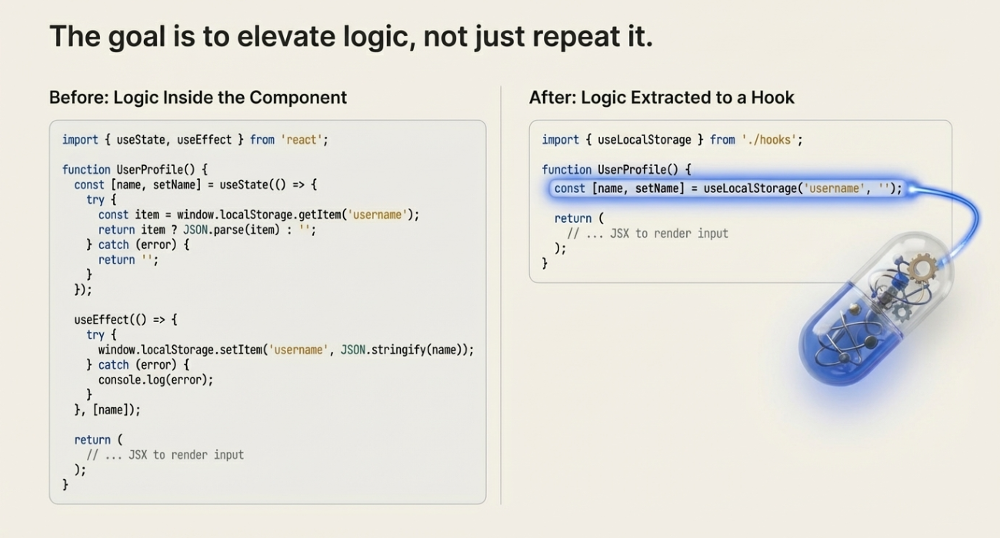 The goal is to elevate logic, not just repeat it.
Before: Logic Inside the Component
import { useState, useEffect } from 'react';
function UserProfile() {
  const [name, setName] = useState(() => {
    try {
      const item = window.localStorage.getItem('username');
      return item ? JSON.parse(item) : '';
    } catch (error) {
      return '';
    }
  });
  useEffect(() => {
    try {
      window.localStorage.setItem('username', JSON.stringify(name));
    } catch (error) {
      console.log(error);
    }
  }, [name]);
  return (
    // ... JSX to render input
  );
}
After: Logic Extracted to a Hook
import { useLocalStorage } from './hooks';
function UserProfile() {
  const [name, setName] = useLocalStorage('username', '');
  return (
    // ... JSX to render input
  );
}